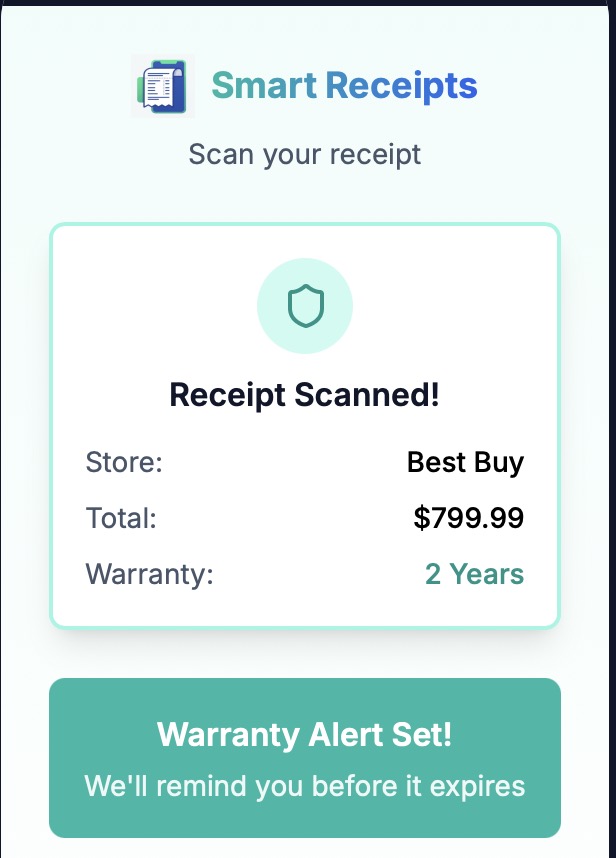 Smart Receipts
Scan your receipt
Receipt Scanned!
Store: Best Buy
Total: $799.99
Warranty: 2 Years
Warranty Alert Set!
We'll remind you before it expires